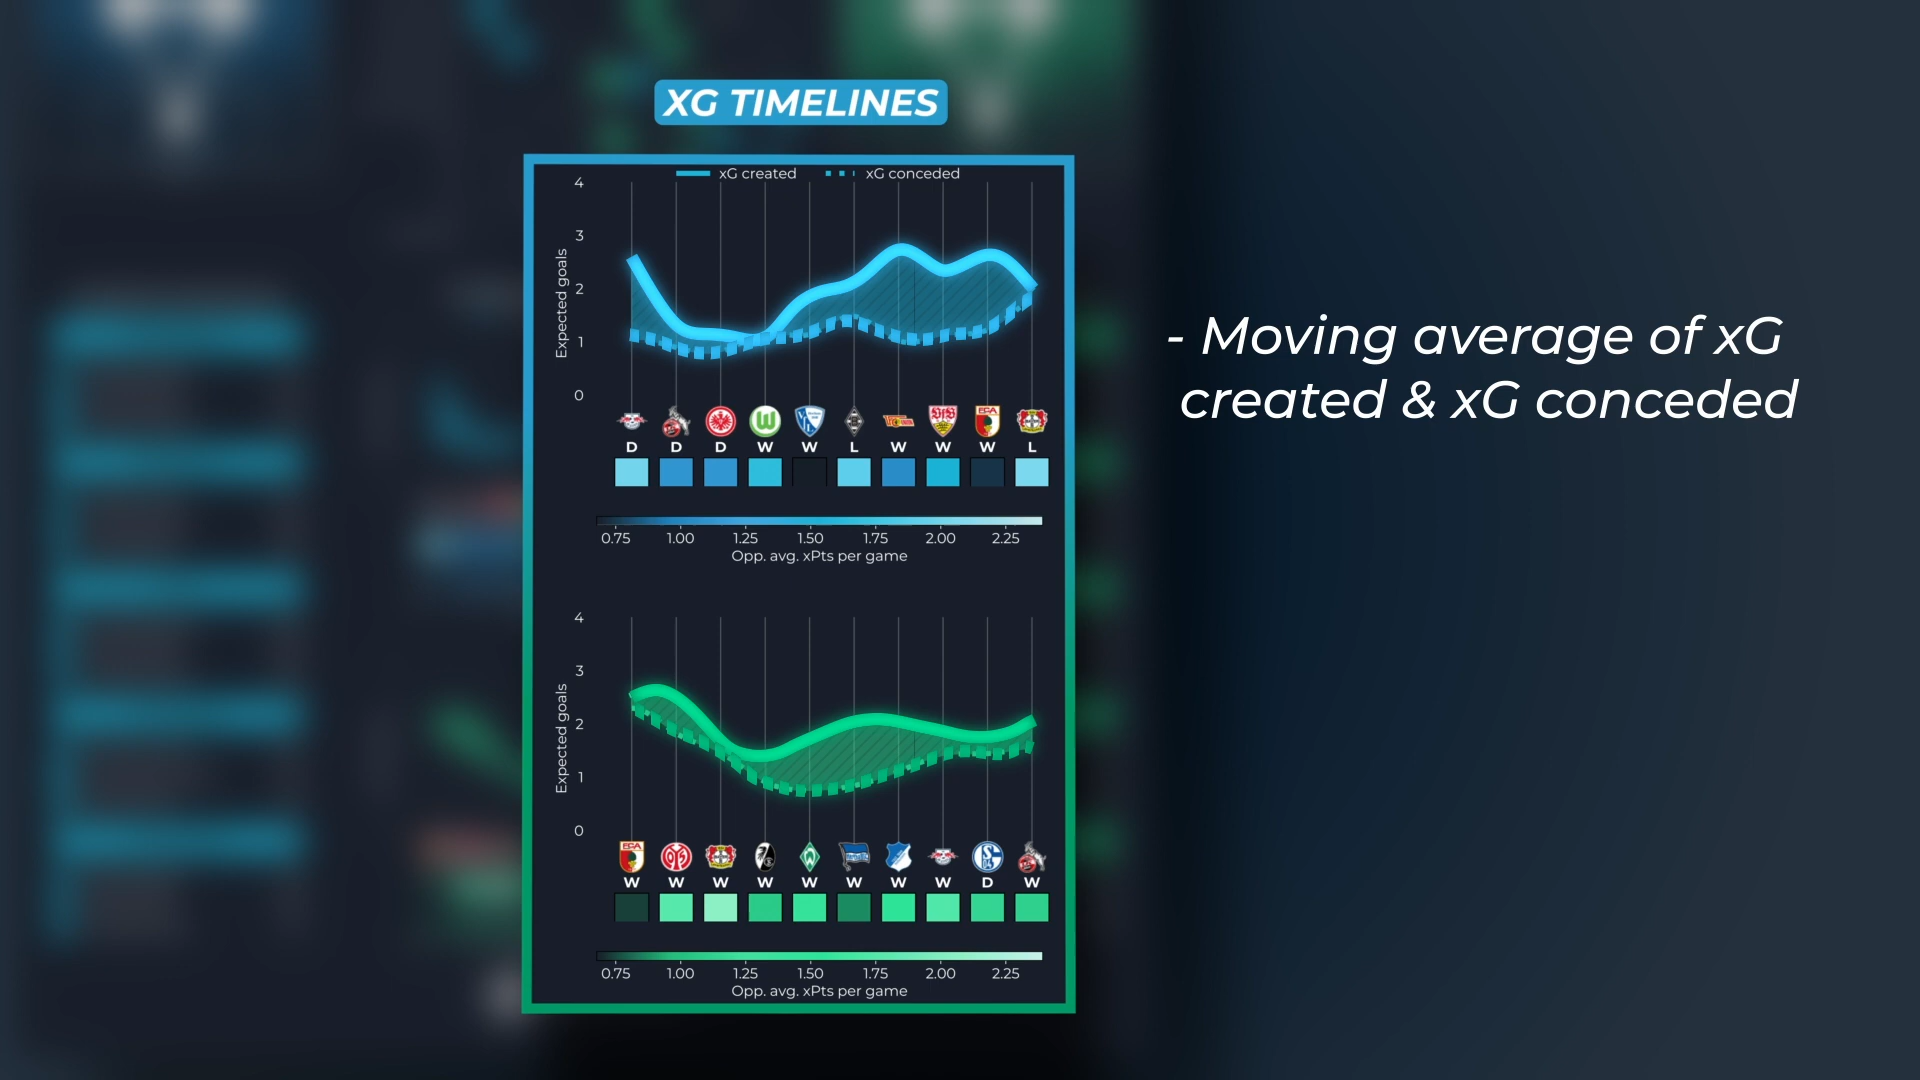 XG TIMELINES
xG created xG conceded
4
3
2
1
0
Expected goals
D D D W W L W W W L
0.75 1.00 1.25 1.50 1.75 2.00 2.25
Opp. avg. xPts per game
4
3
2
1
0
Expected goals
W W W W W W W W D W
0.75 1.00 1.25 1.50 1.75 2.00 2.25
Opp. avg. xPts per game
- Moving average of xG
created & xG conceded